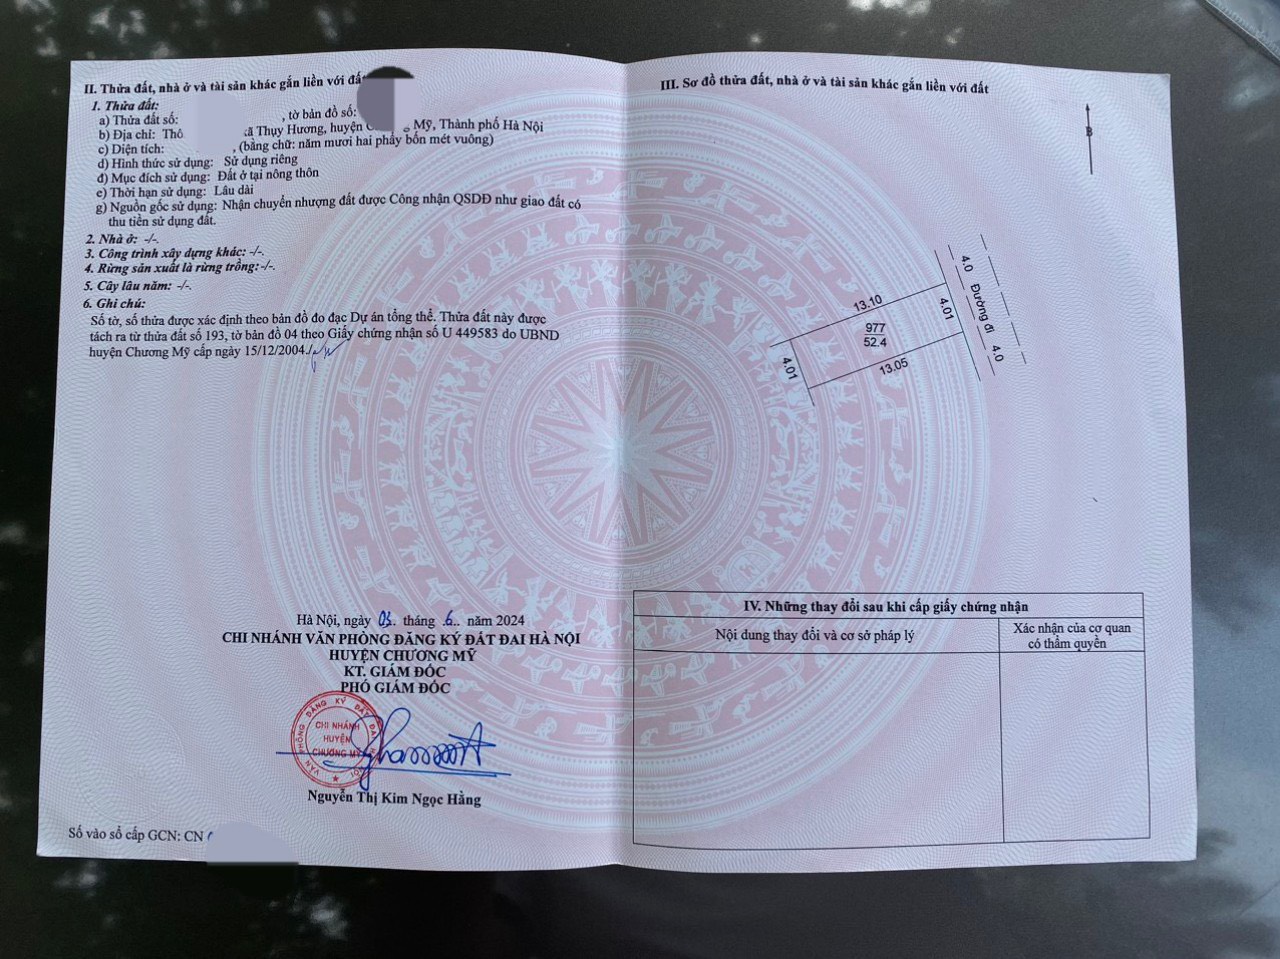 II. Thửa đất, nhà ở và tài sản khác gắn liền với đất
1. Thửa đất:
a) Thửa đất số: , tờ bản đồ số:
b) Địa chỉ: Thô xã Thụy Hương, huyện C g Mỹ, Thành phố Hà Nội
c) Diện tích: , (bằng chữ: năm mươi hai phẩy bốn mét vuông)
d) Hình thức sử dụng: Sử dụng riêng
đ) Mục đích sử dụng: Đất ở tại nông thôn
e) Thời hạn sử dụng: Lâu dài
g) Nguồn gốc sử dụng: Nhận chuyển nhượng đất được Công nhận QSDĐ như giao đất có
thu tiền sử dụng đất.
2. Nhà ở: -/-.
3. Công trình xây dựng khác: -/-.
4. Rừng sản xuất là rừng trồng: -/-.
5. Cây lâu năm: -/-.
6. Ghi chú:
Số tờ, số thửa được xác định theo bản đồ đo đạc Dự án tổng thể. Thửa đất này được
tách ra từ thửa đất số 193, tờ bản đồ 04 theo Giấy chứng nhận số U 449583 do UBND
huyện Chương Mỹ cấp ngày 15/12/2004./.
Hà Nội, ngày 03.. tháng .6.. năm 2024
CHI NHÁNH VĂN PHÒNG ĐĂNG KÝ ĐẤT ĐAI HÀ NỘI
HUYỆN CHƯƠNG MỸ
KT. GIÁM ĐỐC
PHÓ GIÁM ĐỐC
VĂN PHÒNG ĐĂNG KÝ ĐẤT ĐAI HÀ NỘI
CHI NHÁNH
HUYỆN
CHƯƠNG MỸ
Nguyễn Thị Kim Ngọc Hằng
Số vào sổ cấp GCN: CN
III. Sơ đồ thửa đất, nhà ở và tài sản khác gắn liền với đất
B
13.10
4.0
Đường đi
4.0
4.01
977
52.4
4.01
13.05
IV. Những thay đổi sau khi cấp giấy chứng nhận
Nội dung thay đổi và cơ sở pháp lý
Xác nhận của cơ quan
có thẩm quyền